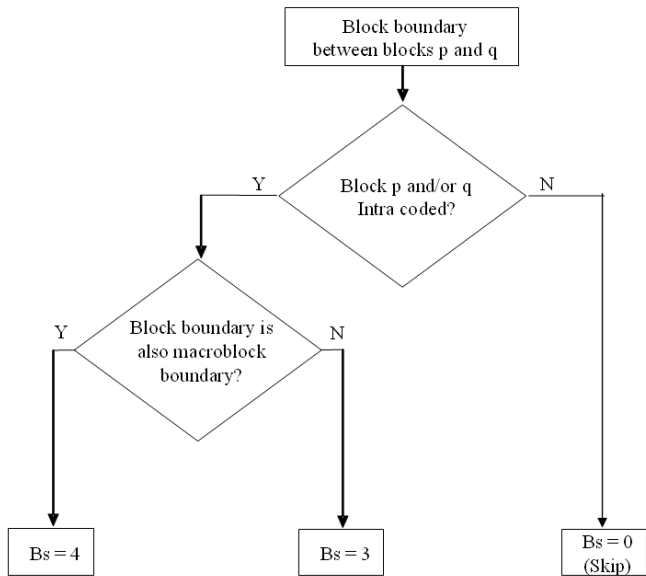 Block boundary
between blocks p and q
Y
Block p and/or q
Intra coded?
N
Y
Block boundary is
also macroblock
boundary?
N
Bs = 4
Bs = 3
Bs = 0
(Skip)